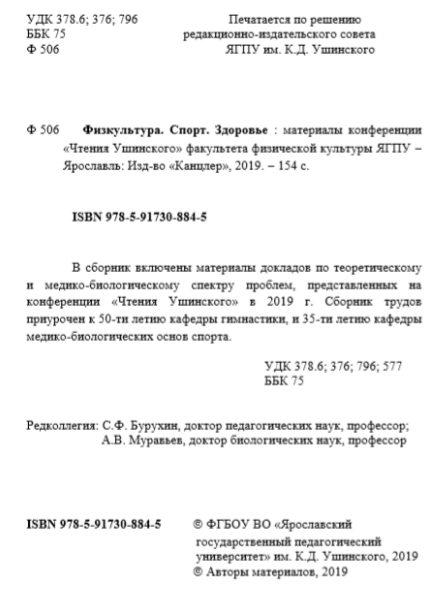 УДК 378.6; 376; 796
ББК 75
Ф 506
Печатается по решению
редакционно-издательского совета
ЯГПУ им. К.Д. Ушинского
Ф 506 Физкультура. Спорт. Здоровье : материалы конференции
«Чтения Ушинского» факультета физической культуры ЯГПУ –
Ярославль: Изд-во «Канцлер», 2019. – 154 с.
ISBN 978-5-91730-884-5
В сборник включены материалы докладов по теоретическому
и медико-биологическому спектру проблем, представленных на
конференции «Чтения Ушинского» в 2019 г. Сборник трудов
приурочен к 50-ти летию кафедры гимнастики, и 35-ти летию кафедры
медико-биологических основ спорта.
УДК 378.6; 376; 796; 577
ББК 75
Редколлегия: С.Ф. Бурухин, доктор педагогических наук, профессор;
А.В. Муравьев, доктор биологических наук, профессор
ISBN 978-5-91730-884-5
© ФГБОУ ВО «Ярославский
государственный педагогический
университет» им. К.Д. Ушинского, 2019
© Авторы материалов, 2019